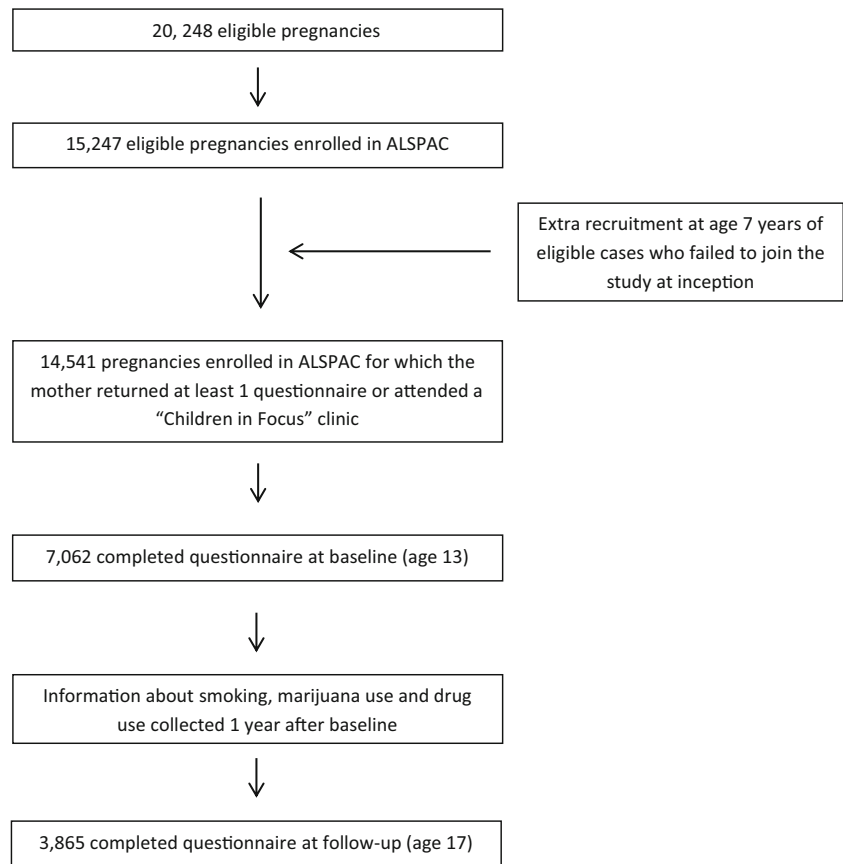 20, 248 eligible pregnancies
15,247 eligible pregnancies enrolled in ALSPAC
Extra recruitment at age 7 years of
eligible cases who failed to join the
study at inception
14,541 pregnancies enrolled in ALSPAC for which the
mother returned at least 1 questionnaire or attended a
“Children in Focus” clinic
7,062 completed questionnaire at baseline (age 13)
Information about smoking, marijuana use and drug
use collected 1 year after baseline
3,865 completed questionnaire at follow-up (age 17)